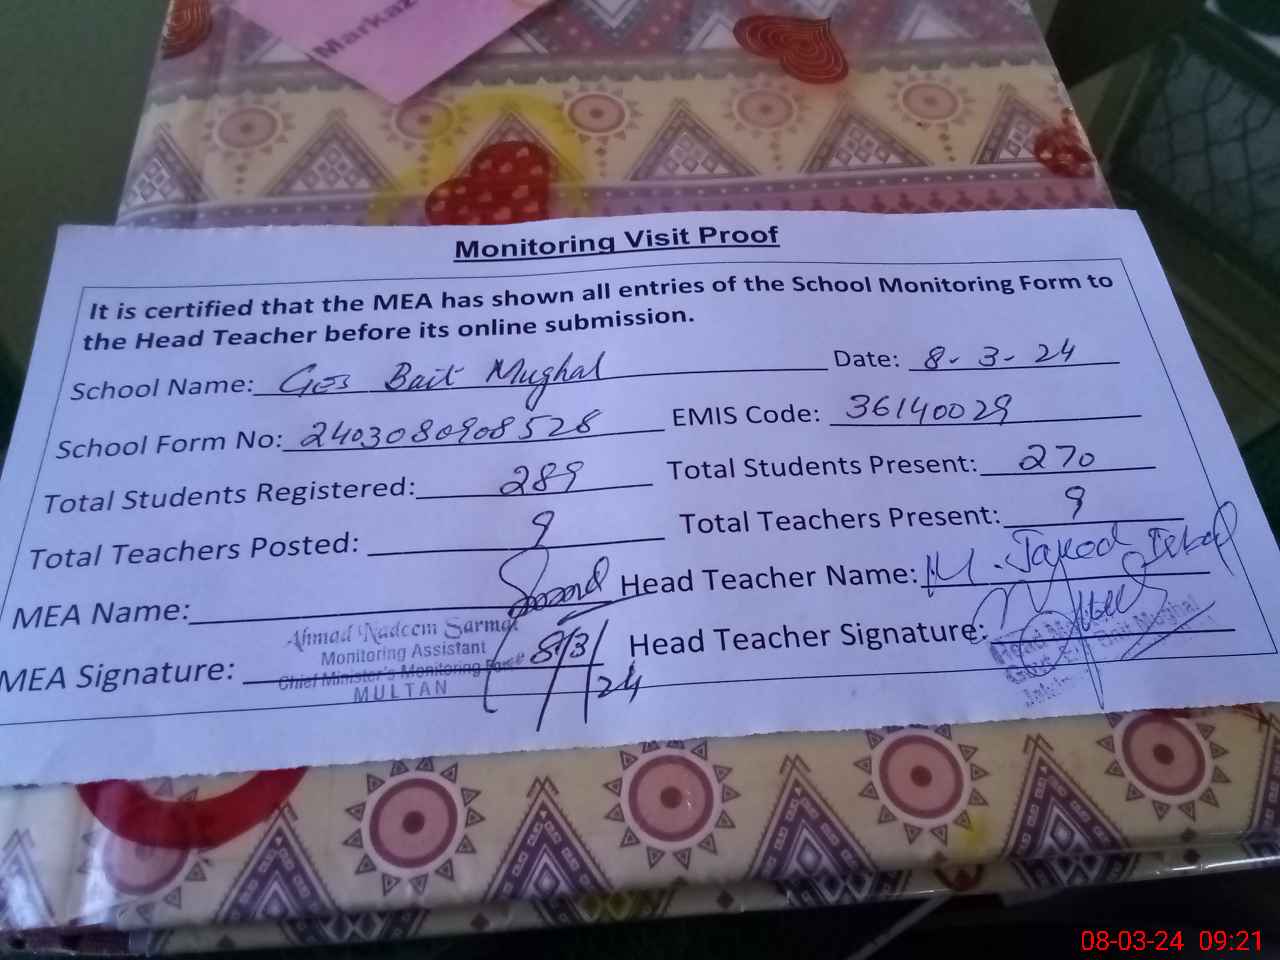 Markaz
Monitoring Visit Proof
It is certified that the MEA has shown all entries of the School Monitoring Form to
the Head Teacher before its online submission.
School Name: GES Bait Mughal Date: 8-3-24
School Form No: 2403080908528 EMIS Code: 36140029
Total Students Registered: 289 Total Students Present: 270
Total Teachers Posted: 9 Total Teachers Present: 9
MEA Name: Head Teacher Name: M. Javed Iqbal
Ahmad Nadeem Sarmad
Monitoring Assistant
Chief Minister's Monitoring Force
MULTAN
MEA Signature: 8/3/24 Head Teacher Signature:
Bait Mughal
08-03-24 09:21